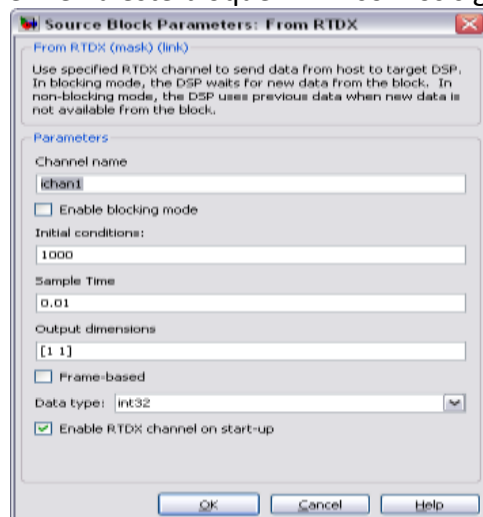 Source Block Parameters: From RTDX
From RTDX (mask) (link)
Use specified RTDX channel to send data from host to target DSP.
In blocking mode, the DSP waits for new data from the block. In
non-blocking mode, the DSP uses previous data when new data is
not available from the block.
Parameters
Channel name
ichan1
Enable blocking mode
Initial conditions:
1000
Sample Time
0.01
Output dimensions
[1 1]
Frame-based
Data type: int32
Enable RTDX channel on start-up
OK Cancel Help